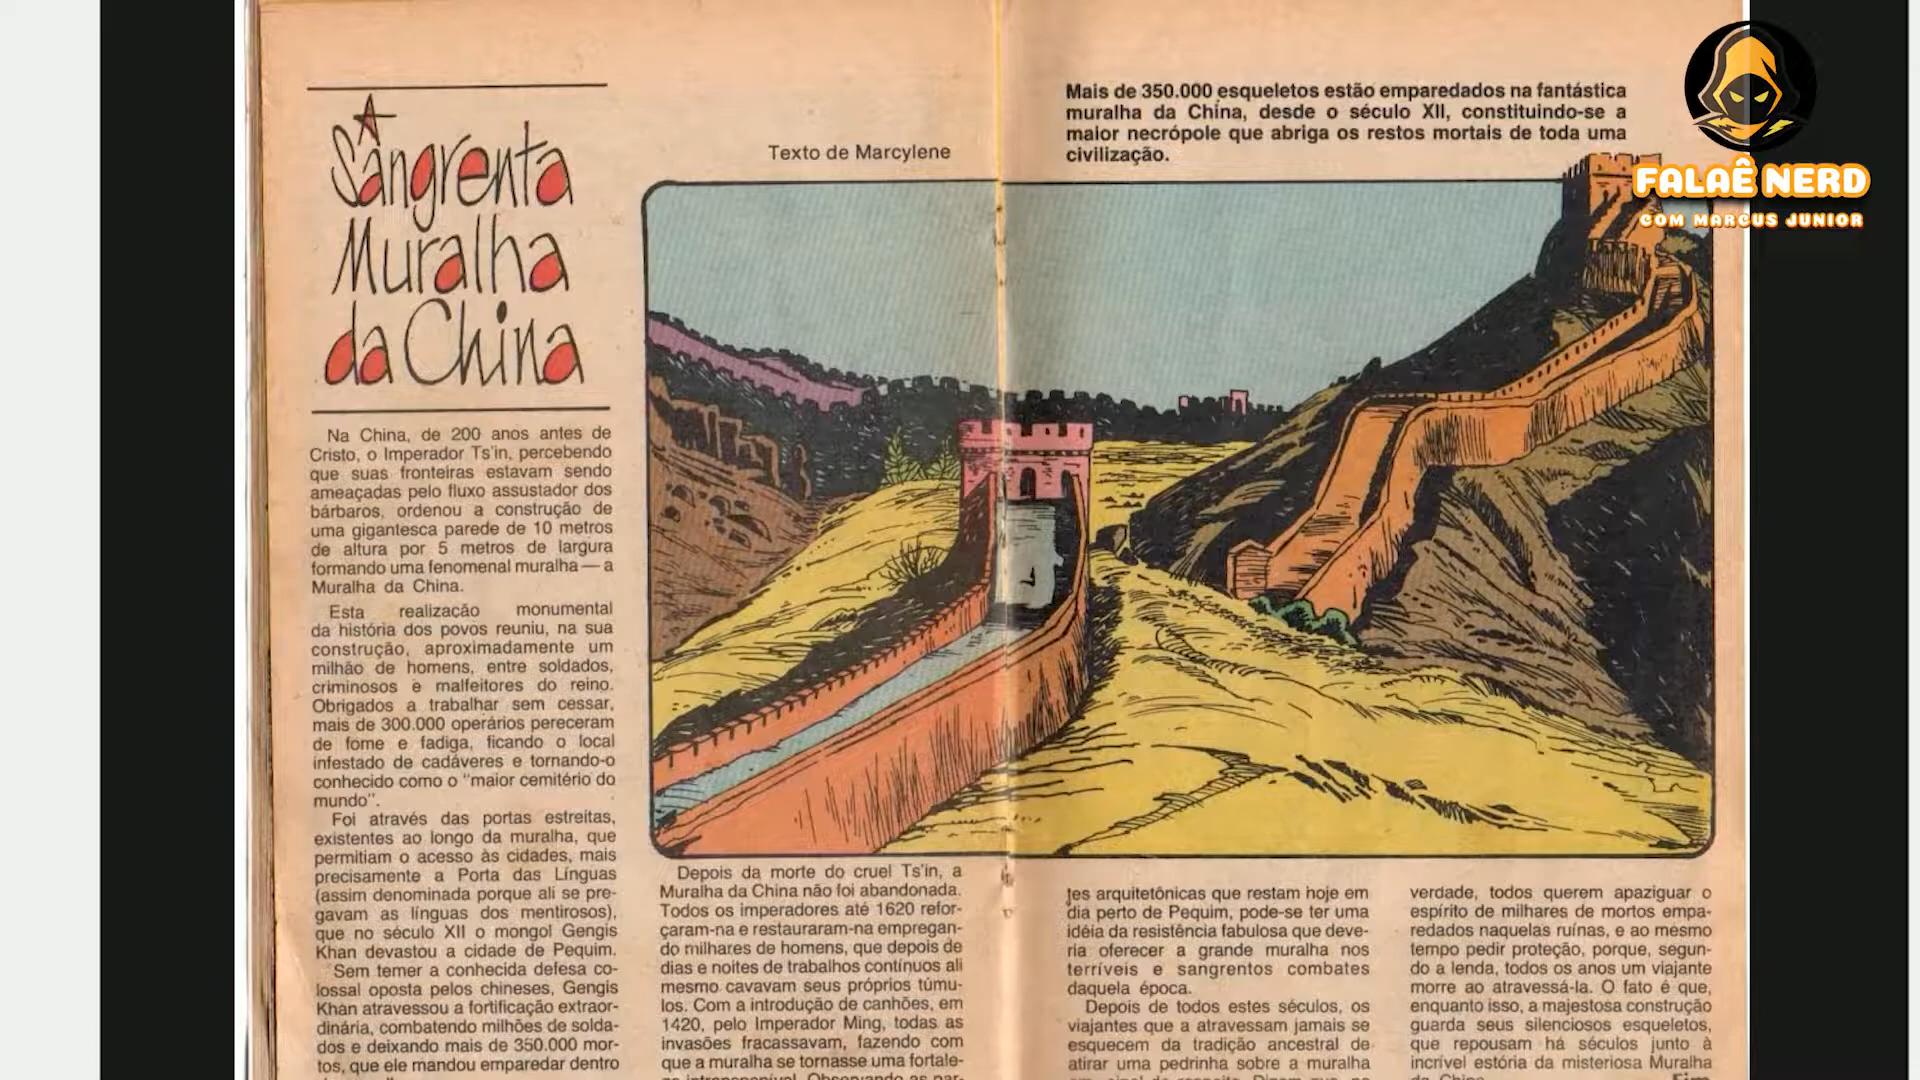 A
Sangrenta
Muralha
da China
Texto de Marcylene
Mais de 350.000 esqueletos estão emparedados na fantástica
muralha da China, desde o século XII, constituindo-se a
maior necrópole que abriga os restos mortais de toda uma
civilização.
FALAÊ NERD
COM MARCUS JUNIOR
Na China, de 200 anos antes de
Cristo, o Imperador Ts'in, percebendo
que suas fronteiras estavam sendo
ameaçadas pelo fluxo assustador dos
bárbaros, ordenou a construção de
uma gigantesca parede de 10 metros
de altura por 5 metros de largura
formando uma fenomenal muralha — a
Muralha da China.
Esta realização monumental
da história dos povos reuniu, na sua
construção, aproximadamente um
milhão de homens, entre soldados,
criminosos e malfeitores do reino.
Obrigados a trabalhar sem cessar,
mais de 300.000 operários pereceram
de fome e fadiga, ficando o local
infestado de cadáveres e tornando-o
conhecido como o "maior cemitério do
mundo".
Foi através das portas estreitas,
existentes ao longo da muralha, que
permitiam o acesso às cidades, mais
precisamente a Porta das Línguas
(assim denominada porque ali se pre-
gavam as línguas dos mentirosos),
que no século XII o mongol Gengis
Khan devastou a cidade de Pequim.
Sem temer a conhecida defesa co-
lossal oposta pelos chineses, Gengis
Khan atravessou a fortificação extraor-
dinária, combatendo milhões de solda-
dos e deixando mais de 350.000 mor-
tos, que ele mandou emparedar dentro
Depois da morte do cruel Ts'in, a
Muralha da China não foi abandonada.
Todos os imperadores até 1620 refor-
çaram-na e restauraram-na empregan-
do milhares de homens, que depois de
dias e noites de trabalhos contínuos ali
mesmo cavavam seus próprios túmu-
los. Com a introdução de canhões, em
1420, pelo Imperador Ming, todas as
invasões fracassavam, fazendo com
que a muralha se tornasse uma fortale-
za intransponível. Observando as par-
tes arquitetônicas que restam hoje em
dia perto de Pequim, pode-se ter uma
idéia da resistência fabulosa que deve-
ria oferecer a grande muralha nos
terríveis e sangrentos combates
daquela época.
Depois de todos estes séculos, os
viajantes que a atravessam jamais se
esquecem da tradição ancestral de
atirar uma pedrinha sobre a muralha
em sinal de respeito. Dizem que, na
verdade, todos querem apaziguar o
espírito de milhares de mortos empa-
redados naquelas ruínas, e ao mesmo
tempo pedir proteção, porque, segun-
do a lenda, todos os anos um viajante
morre ao atravessá-la. O fato é que,
enquanto isso, a majestosa construção
guarda seus silenciosos esqueletos,
que repousam há séculos junto à
incrível estória da misteriosa Muralha
da China.
Fim